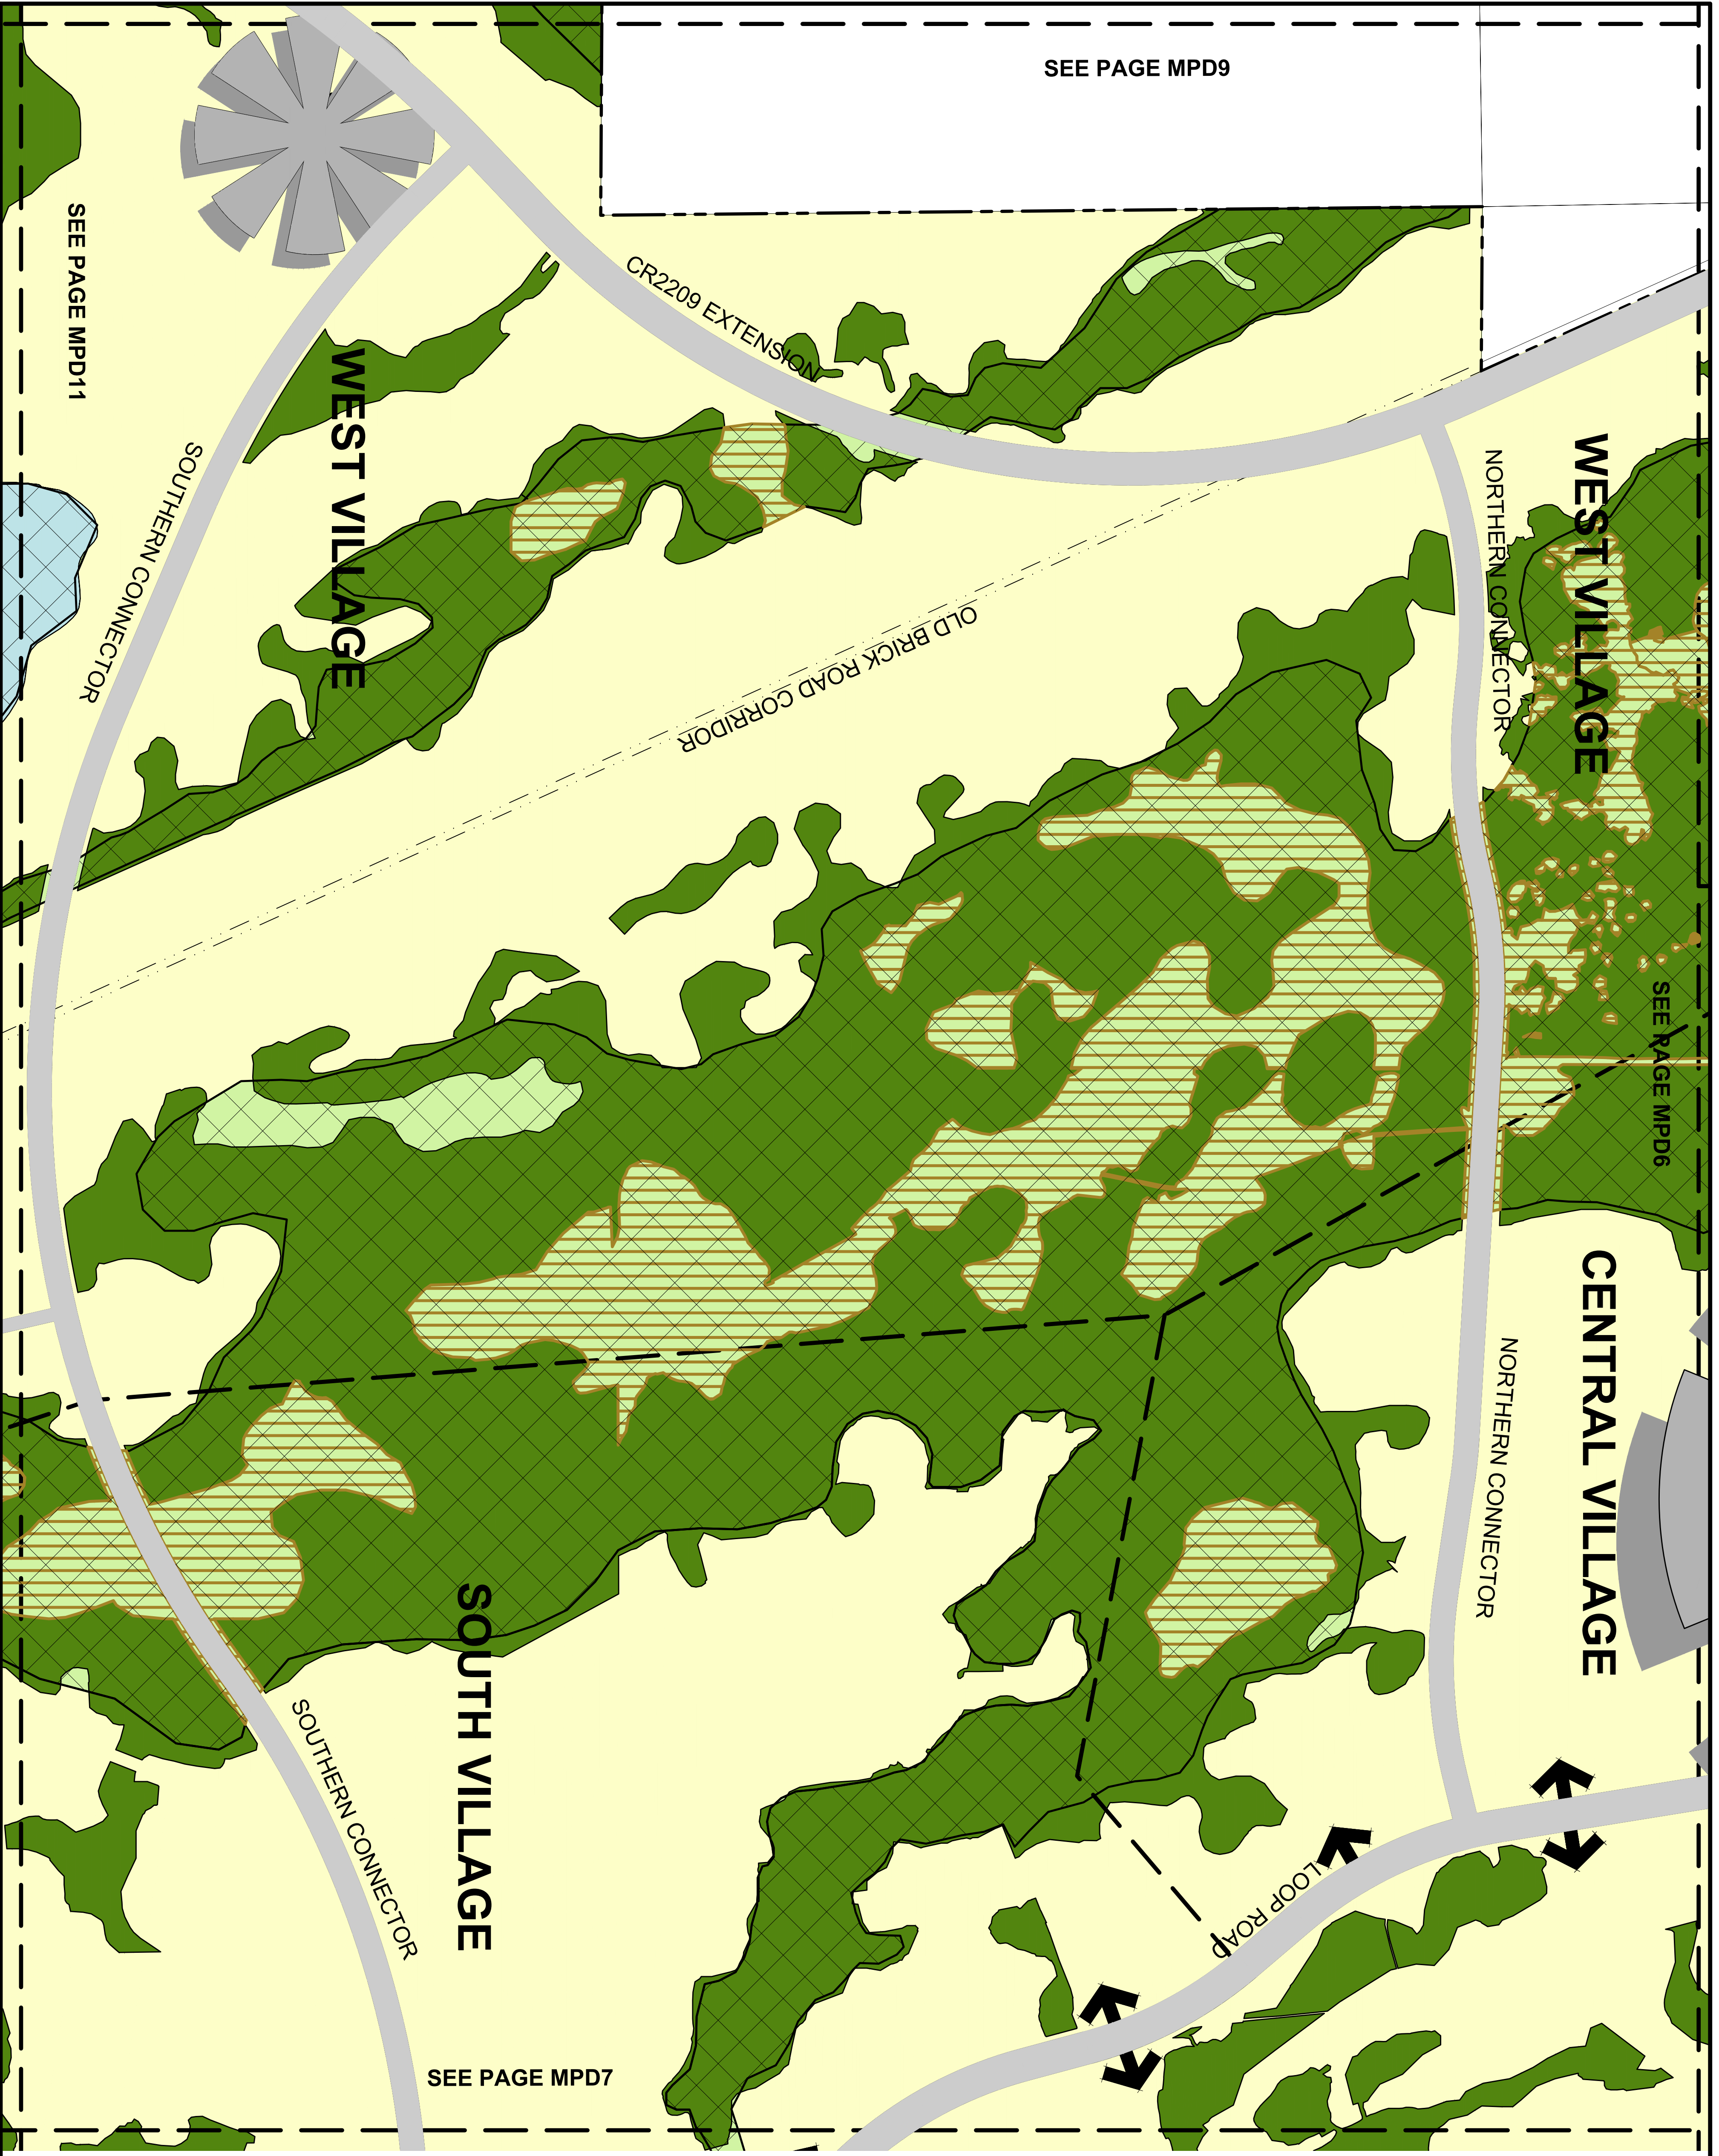 SEE PAGE MPD9
SEE PAGE MPD11
CR2209 EXTENSION
WEST VILLAGE
SOUTHERN CONNECTOR
WEST VILLAGE
NORTHERN CONNECTOR
OLD BRICK ROAD CORRIDOR
SEE PAGE MPD6
CENTRAL VILLAGE
NORTHERN CONNECTOR
SOUTH VILLAGE
SOUTHERN CONNECTOR
LOOP ROAD
SEE PAGE MPD7